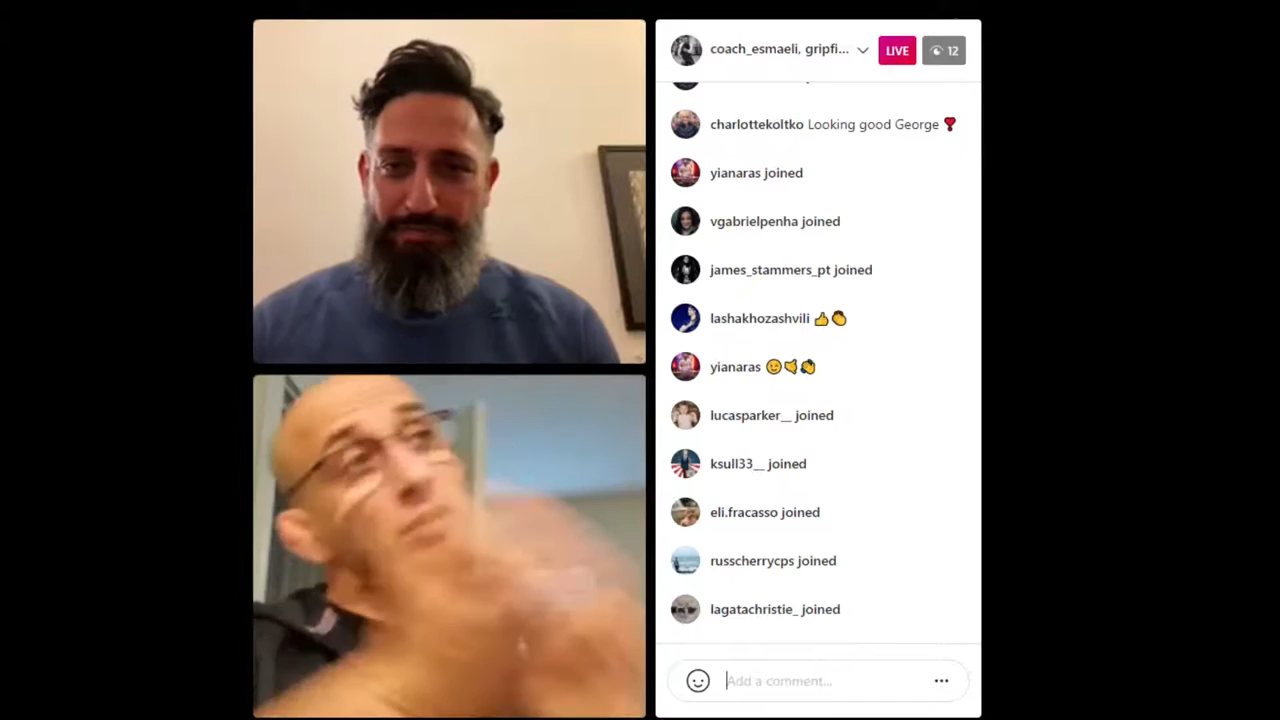 coach_esmaeli, gripfi... LIVE 12
charlottekoltko Looking good George
yianaras joined
vgabrielpenha joined
james_stammers_pt joined
lashakhozashvili
yianaras
lucasparker__ joined
ksull33__ joined
eli.fracasso joined
russcherrycps joined
lagatachristie_ joined
Add a comment...